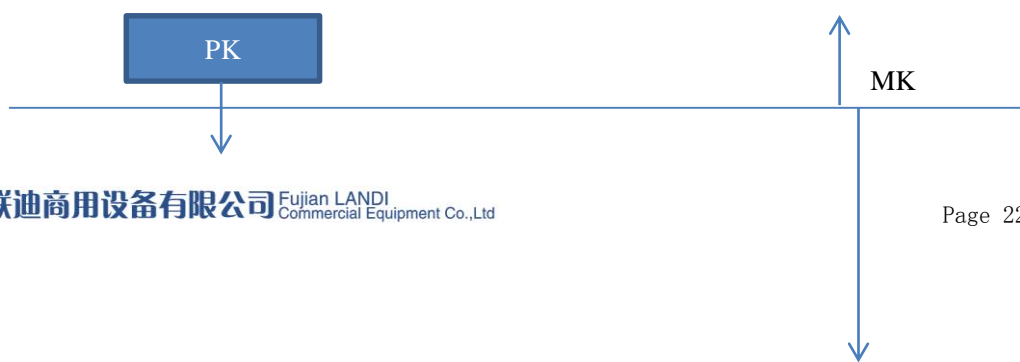 PK
MK
联迪商用设备有限公司 Fujian LANDI
Commercial Equipment Co.,Ltd
Page 22